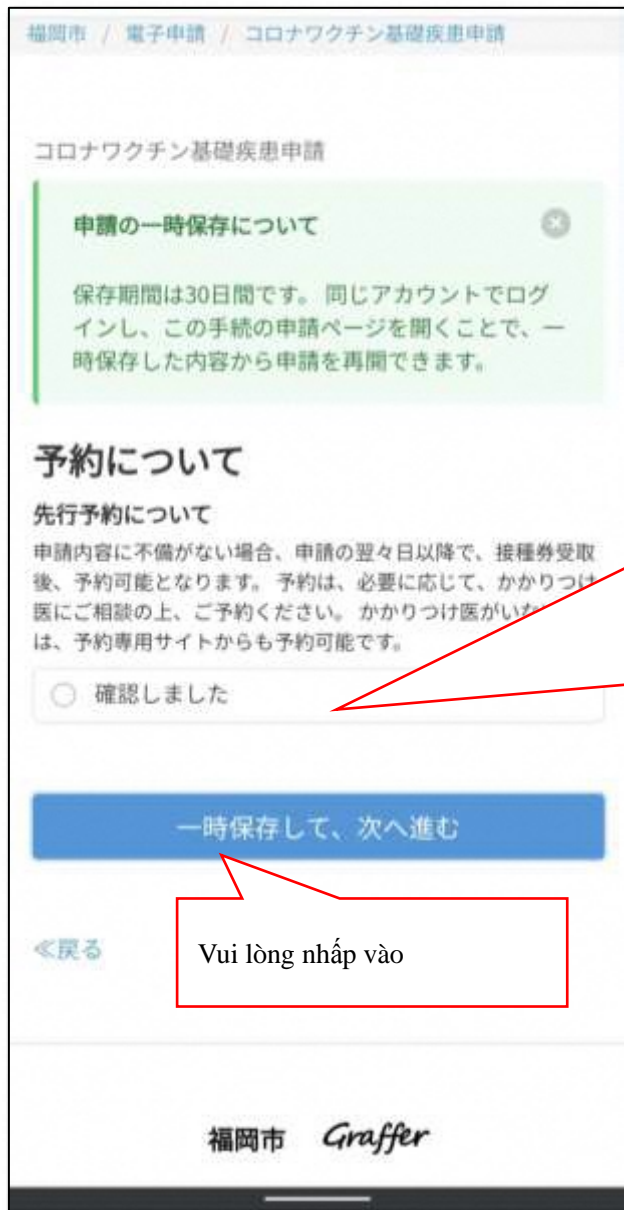 福岡市 / 電子申請 / コロナワクチン基礎疾患申請
コロナワクチン基礎疾患申請
申請の一時保存について
保存期間は30日間です。 同じアカウントでログ
インし、この手続の申請ページを開くことで、一
時保存した内容から申請を再開できます。
予約について
先行予約について
申請内容に不備がない場合、申請の翌々日以降で、接種券受取
後、予約可能となります。 予約は、必要に応じて、かかりつけ
医にご相談の上、ご予約ください。 かかりつけ医がいな
は、予約専用サイトからも予約可能です。
確認しました
一時保存して、次へ進む
≪戻る
Vui lòng nhấp vào
福岡市 Graffer